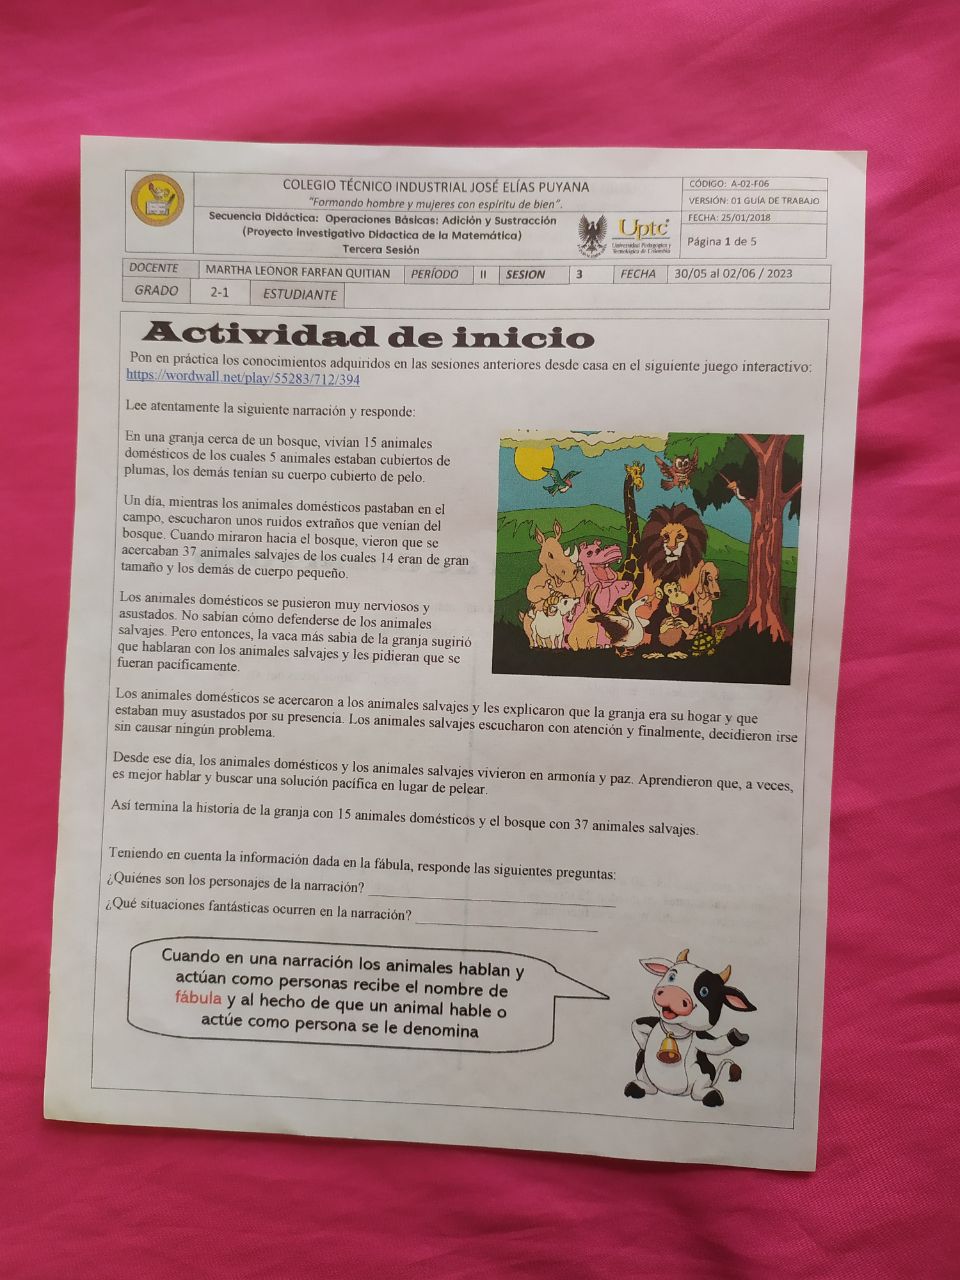 COLEGIO TÉCNICO INDUSTRIAL JOSÉ ELÍAS PUYANA
"Formando hombre y mujeres con espíritu de bien".
Secuencia Didáctica: Operaciones Básicas: Adición y Sustracción
(Proyecto Investigativo Didactica de la Matemática)
Tercera Sesión
Uptc
Universidad Pedagógica y
Tecnológica de Colombia
CÓDIGO: A-02-F06
VERSIÓN: 01 GUÍA DE TRABAJO
FECHA: 25/01/2018
Página 1 de 5
DOCENTE MARTHA LEONOR FARFAN QUITIAN PERÍODO II SESION 3 FECHA 30/05 al 02/06 / 2023
GRADO 2-1 ESTUDIANTE
Actividad de inicio
Pon en práctica los conocimientos adquiridos en las sesiones anteriores desde casa en el siguiente juego interactivo:
https://wordwall.net/play/55283/712/394
Lee atentamente la siguiente narración y responde:
En una granja cerca de un bosque, vivían 15 animales
domésticos de los cuales 5 animales estaban cubiertos de
plumas, los demás tenían su cuerpo cubierto de pelo.
Un día, mientras los animales domésticos pastaban en el
campo, escucharon unos ruidos extraños que venían del
bosque. Cuando miraron hacia el bosque, vieron que se
acercaban 37 animales salvajes de los cuales 14 eran de gran
tamaño y los demás de cuerpo pequeño.
Los animales domésticos se pusieron muy nerviosos y
asustados. No sabían cómo defenderse de los animales
salvajes. Pero entonces, la vaca más sabia de la granja sugirió
que hablaran con los animales salvajes y les pidieran que se
fueran pacíficamente.
Los animales domésticos se acercaron a los animales salvajes y les explicaron que la granja era su hogar y que
estaban muy asustados por su presencia. Los animales salvajes escucharon con atención y finalmente, decidieron irse
sin causar ningún problema.
Desde ese día, los animales domésticos y los animales salvajes vivieron en armonía y paz. Aprendieron que, a veces,
es mejor hablar y buscar una solución pacífica en lugar de pelear.
Así termina la historia de la granja con 15 animales domésticos y el bosque con 37 animales salvajes.
Teniendo en cuenta la información dada en la fábula, responde las siguientes preguntas:
¿Quiénes son los personajes de la narración?
¿Qué situaciones fantásticas ocurren en la narración?
Cuando en una narración los animales hablan y
actúan como personas recibe el nombre de
fábula y al hecho de que un animal hable o
actúe como persona se le denomina